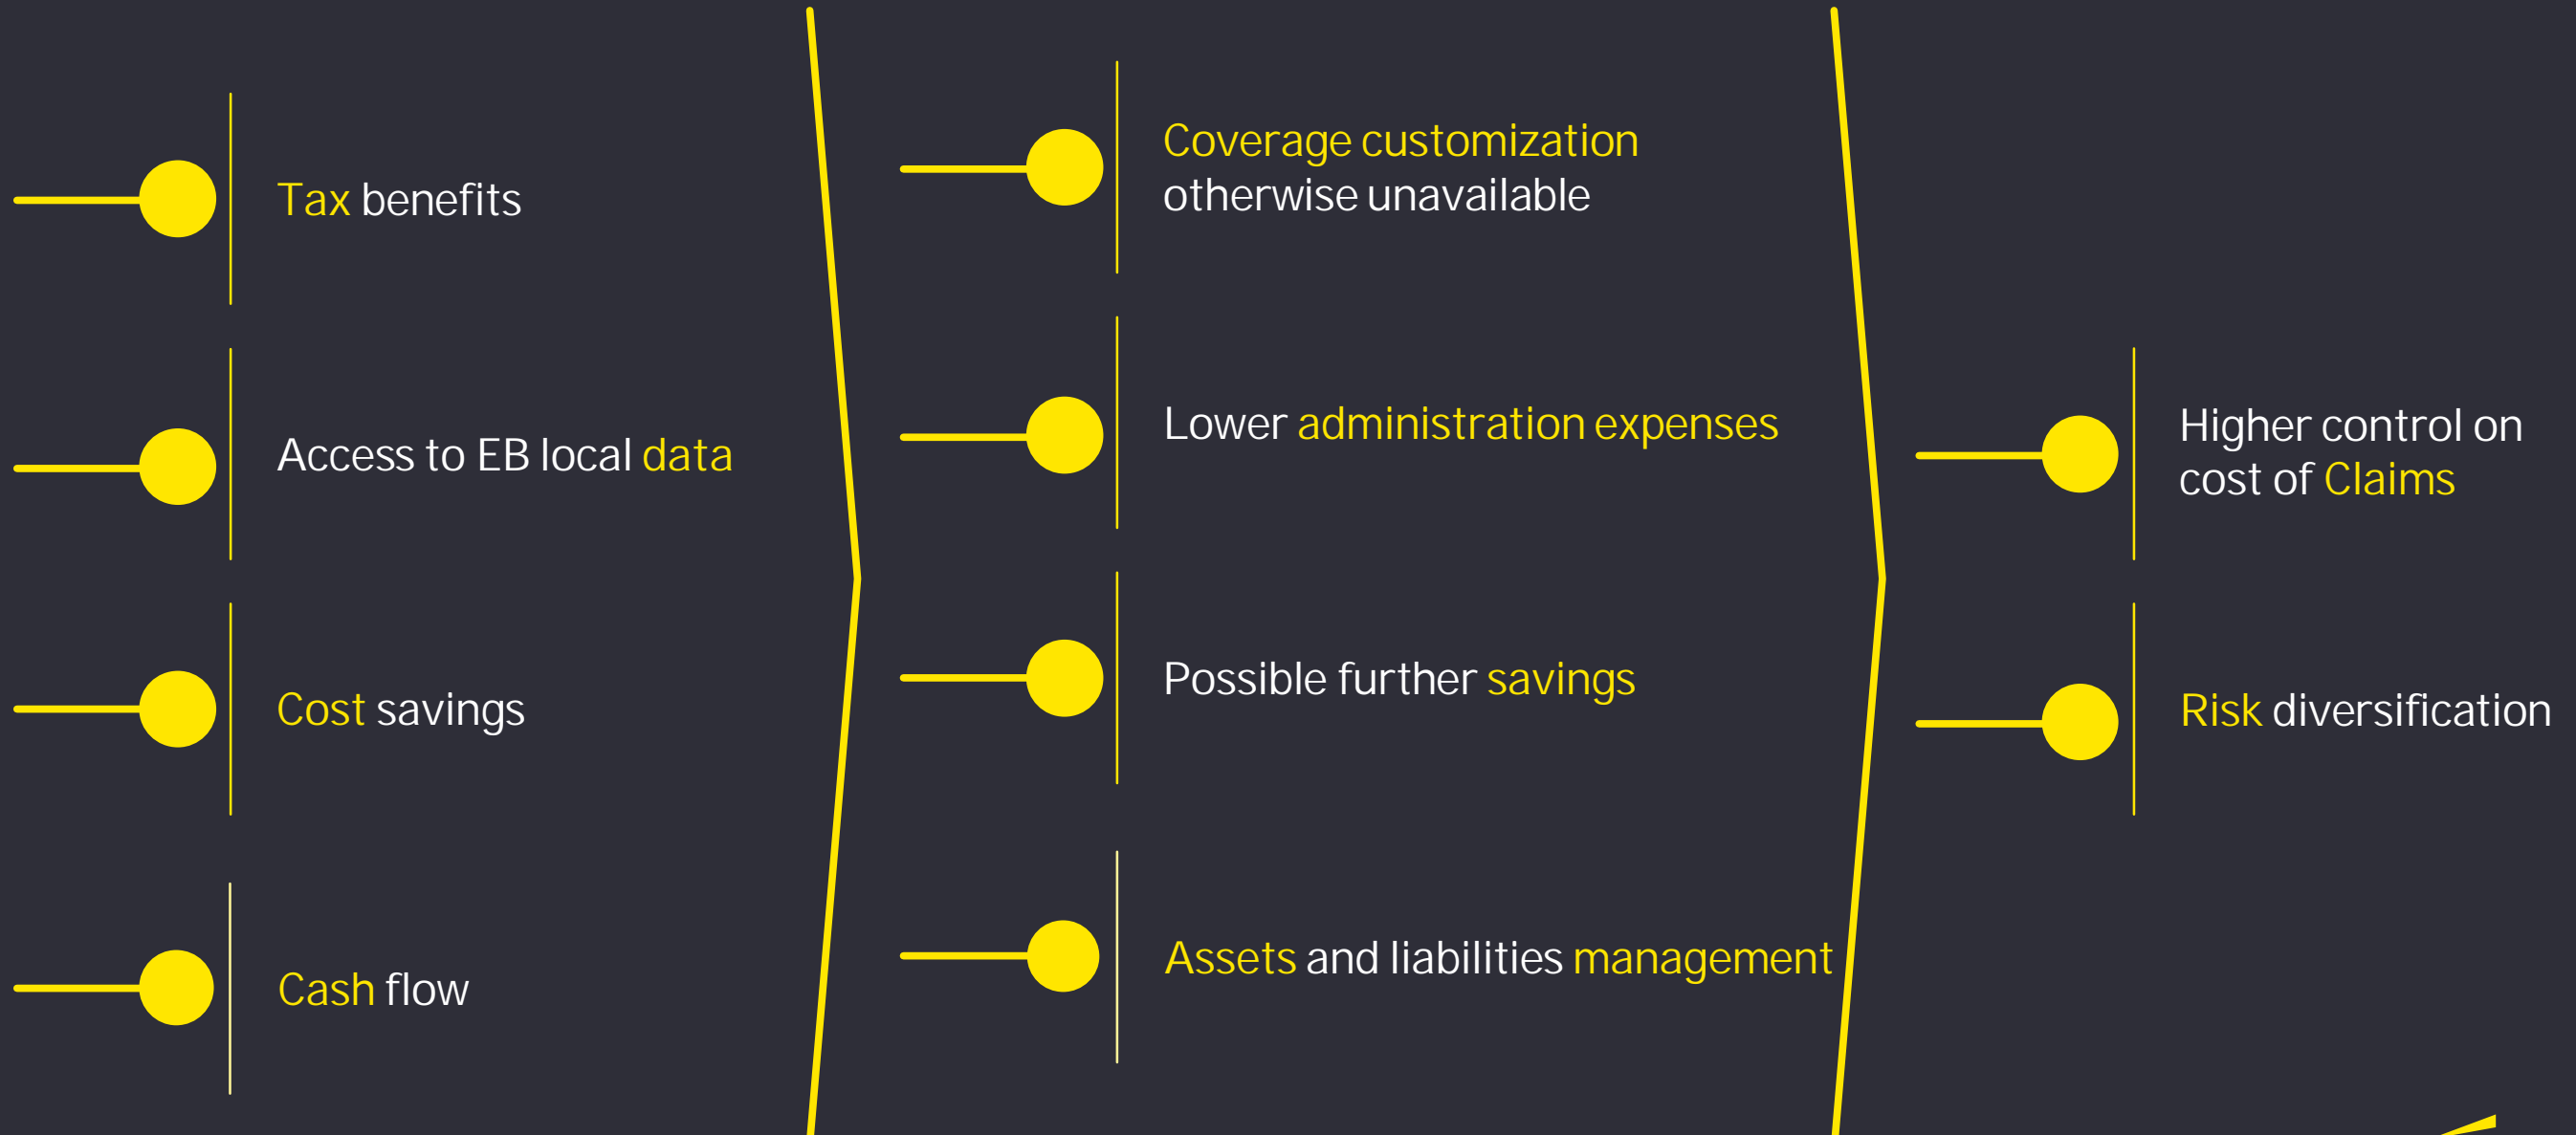 Tax benefits
Access to EB local data
Cost savings
Cash flow
Coverage customization
otherwise unavailable
Lower administration expenses
Possible further savings
Assets and liabilities management
Higher control on
cost of Claims
Risk diversification